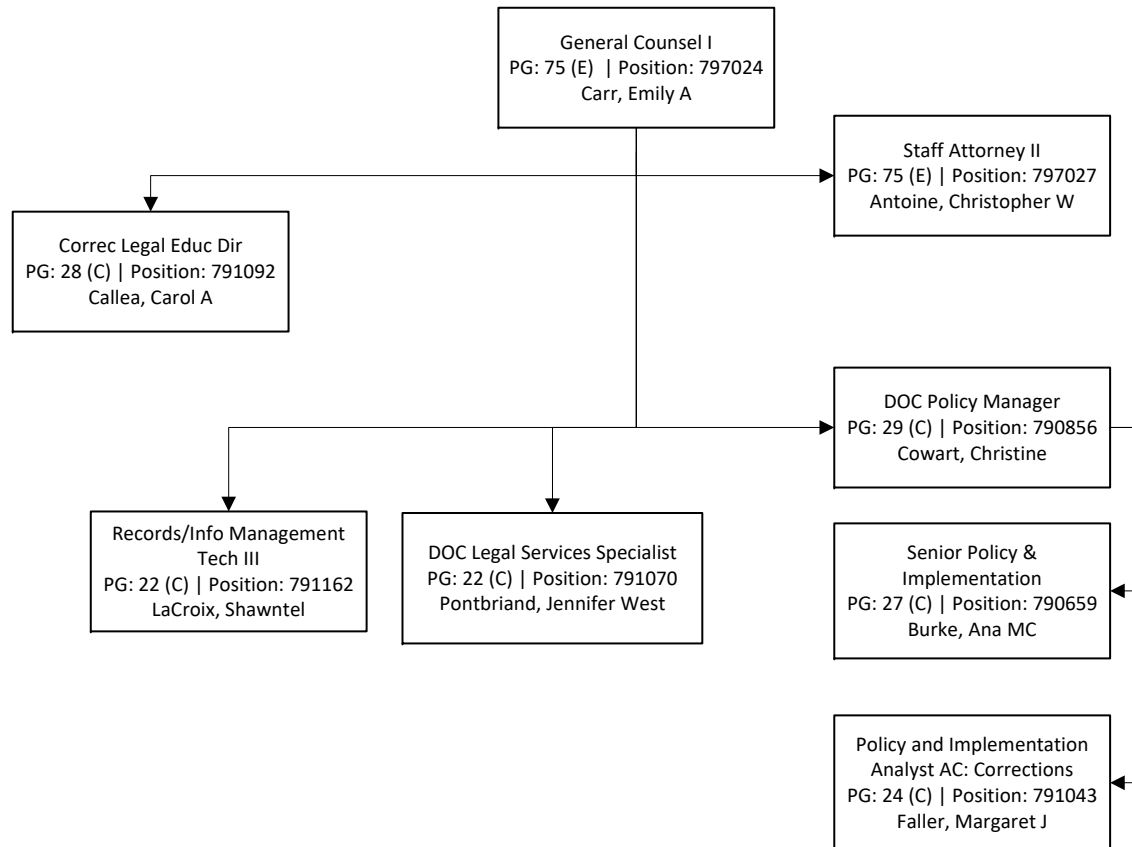 General Counsel I
PG: 75 (E) | Position: 797024
Carr, Emily A
Staff Attorney II
PG: 75 (E) | Position: 797027
Antoine, Christopher W
Correc Legal Educ Dir
PG: 28 (C) | Position: 791092
Callea, Carol A
DOC Policy Manager
PG: 29 (C) | Position: 790856
Cowart, Christine
Records/Info Management
Tech III
PG: 22 (C) | Position: 791162
LaCroix, Shawntel
DOC Legal Services Specialist
PG: 22 (C) | Position: 791070
Pontbriand, Jennifer West
Senior Policy &
Implementation
PG: 27 (C) | Position: 790659
Burke, Ana MC
Policy and Implementation
Analyst AC: Corrections
PG: 24 (C) | Position: 791043
Faller, Margaret J